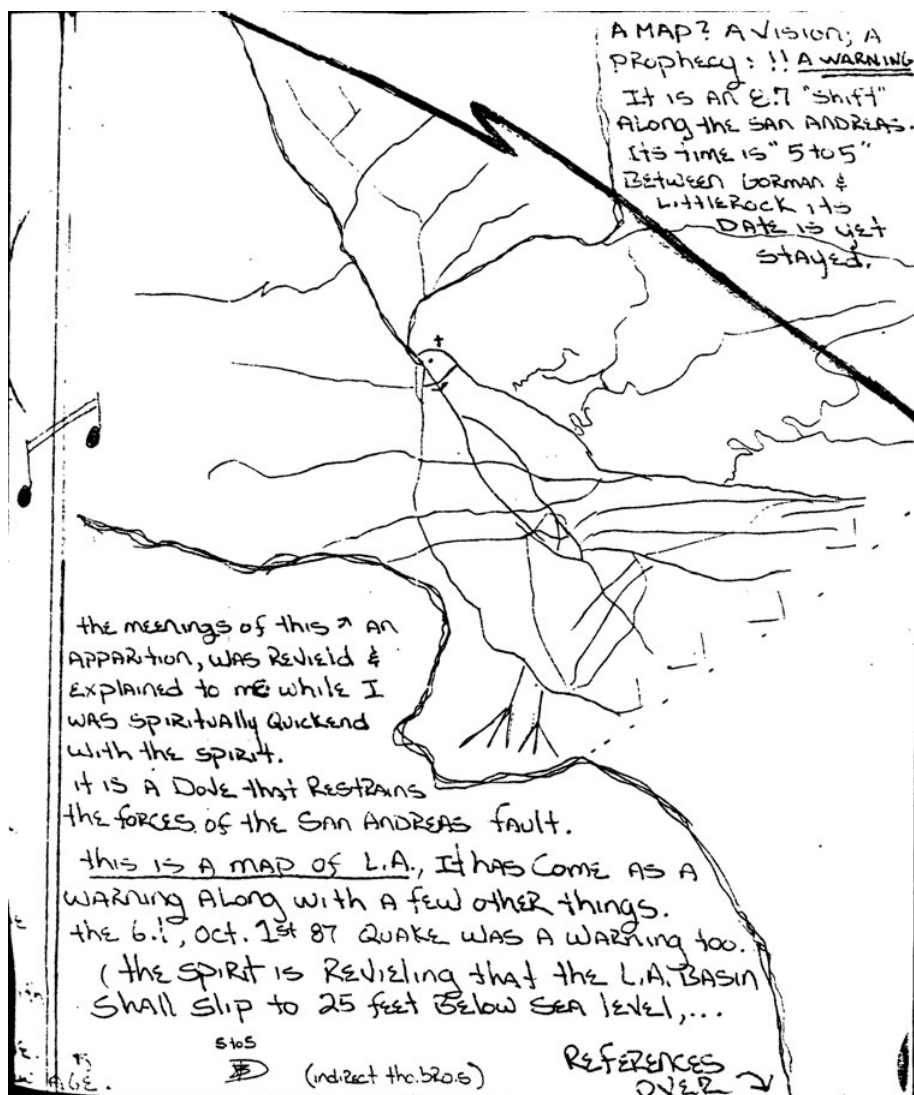 A MAP? A VISION; A
PROPHECY: !! A WARNING
It is AN 8.7 "Shift"
ALONG the SAN ANDREAS.
Its time is "5 to 5"
BETWEEN GORMAN &
LittleRock its
DATE is yet
STAYED.
the meenings of this AN
APPARITION, WAS REVIELD &
EXPLAINED to me while I
WAS SPIRITUALLY QUICKEND
WITH the SPIRIT.
it is A DOVE that RESTRAINS
the FORCES of the SAN ANDREAS fault.
this is A MAP OF L.A., It HAS COME AS A
WARNING ALONG WITH A FEW other things.
the 6.1, Oct. 1st 87 QUAKE WAS A WARNING too.
(the SPIRIT is REVIELING that the L.A. BASIN
SHALL SLIP to 25 FEET BELOW SEA LEVEL,...
5 to 5
(indirect tho. 520.5)
REFERENCES
OVER
AGE.